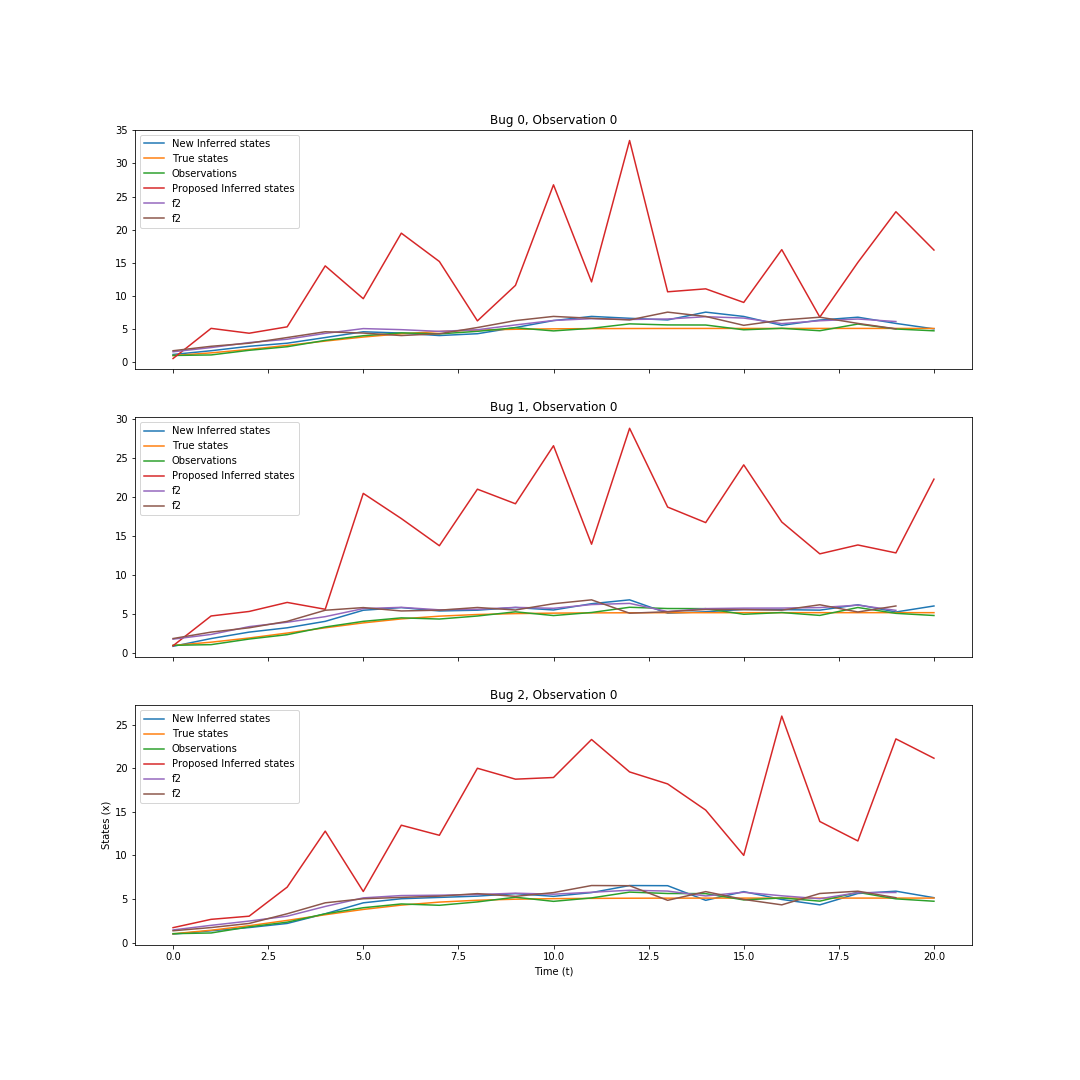 Bug 0, Observation 0
35
30
25
20
15
10
5
0
New Inferred states
True states
Observations
Proposed Inferred states
f2
f2
Bug 1, Observation 0
30
25
20
15
10
5
0
New Inferred states
True states
Observations
Proposed Inferred states
f2
f2
Bug 2, Observation 0
States (x)
25
20
15
10
5
0
New Inferred states
True states
Observations
Proposed Inferred states
f2
f2
0.0 2.5 5.0 7.5 10.0 12.5 15.0 17.5 20.0
Time (t)